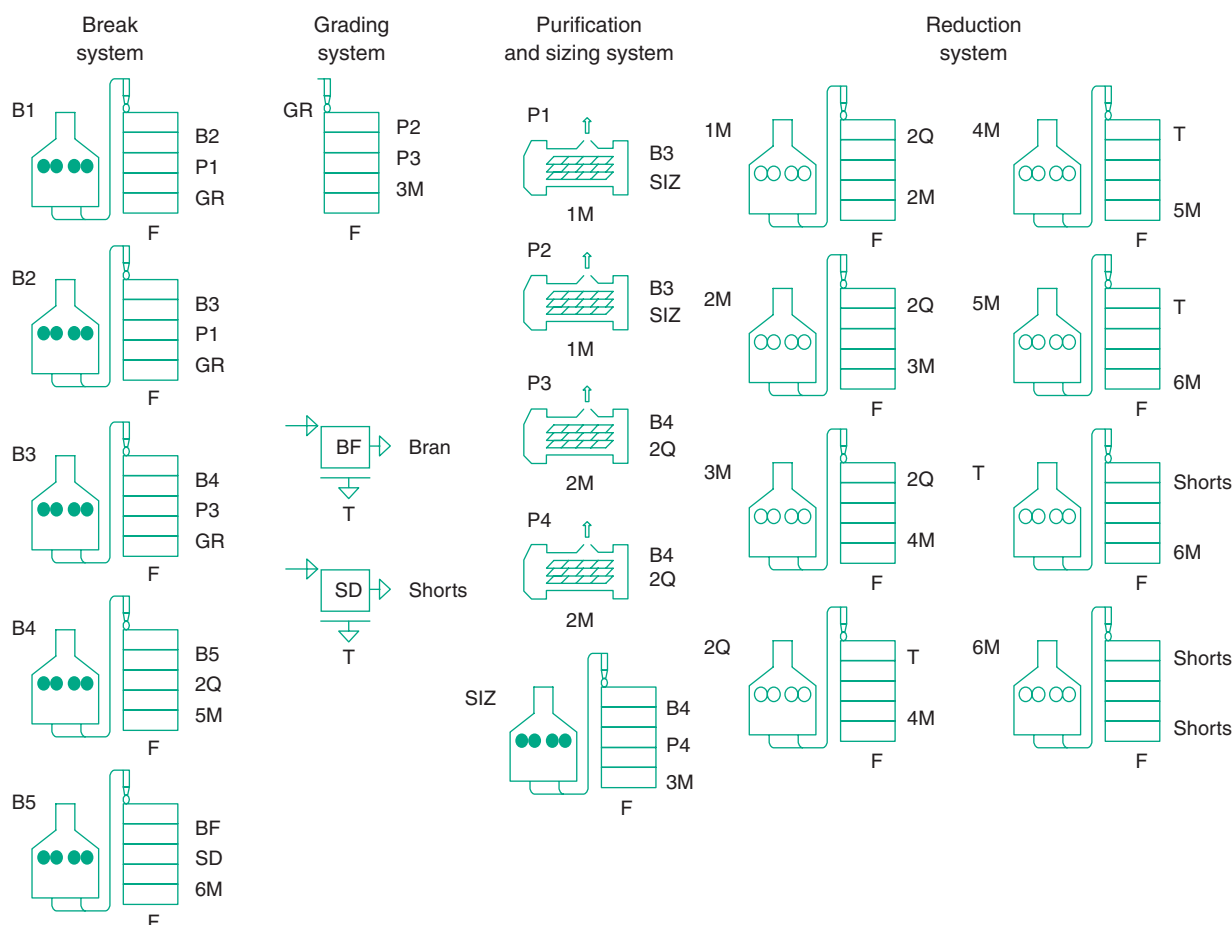 Break
system
Grading
system
Purification
and sizing system
Reduction
system
B1
B2
P1
GR
F
B2
B3
P1
GR
F
B3
B4
P3
GR
F
B4
B5
2Q
5M
F
B5
BF
SD
6M
F
GR
P2
P3
3M
F
BF
Bran
T
SD
Shorts
T
P1
B3
SIZ
1M
P2
B3
SIZ
1M
P3
B4
2Q
2M
P4
B4
2Q
2M
SIZ
B4
P4
3M
F
1M
2Q
2M
F
2M
2Q
3M
F
3M
2Q
4M
F
2Q
T
4M
F
4M
T
5M
F
5M
T
6M
F
T
Shorts
6M
F
6M
Shorts
Shorts
F